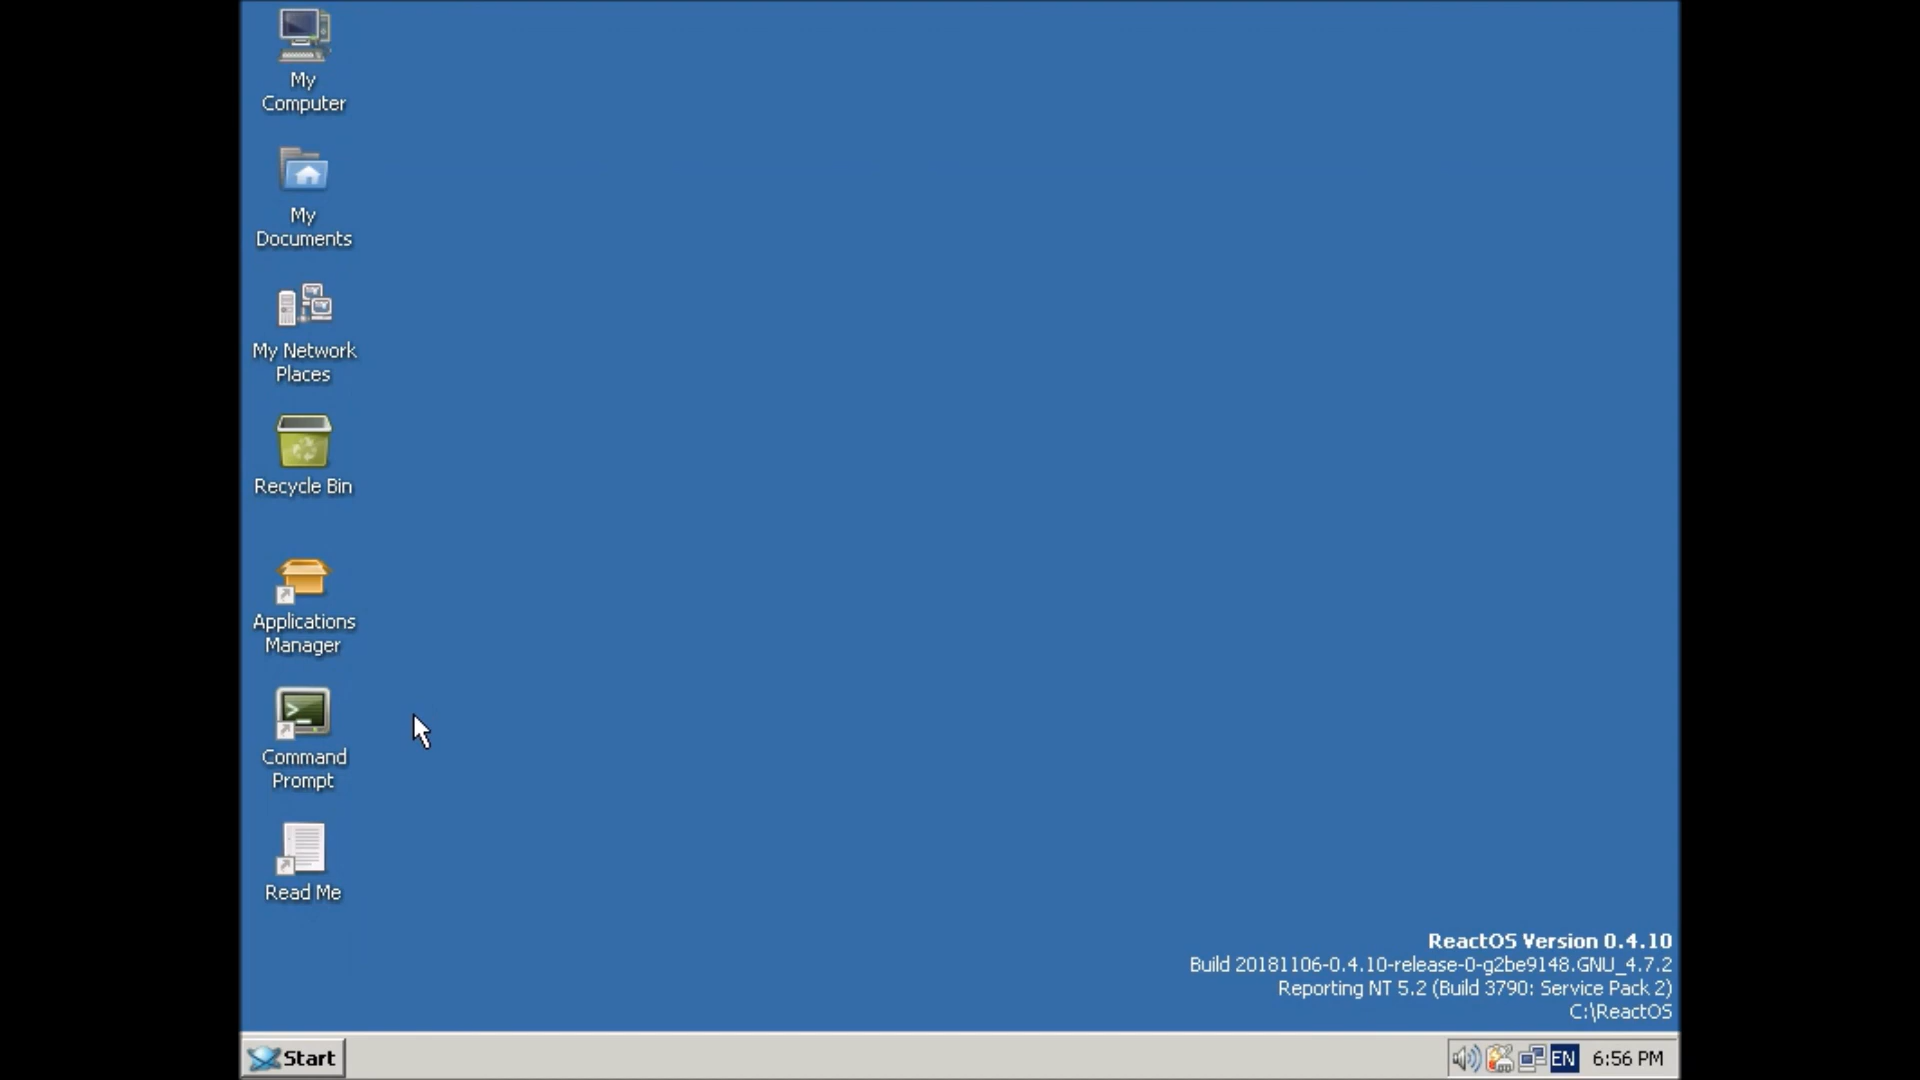 My
Computer
My
Documents
My Network
Places
Recycle Bin
Applications
Manager
Command
Prompt
Read Me
ReactOS Version 0.4.10
Build 20181106-0.4.10-release-0-g2be9148.GNU_4.7.2
Reporting NT 5.2 (Build 3790: Service Pack 2)
C:\ReactOS
Start
EN
6:56 PM